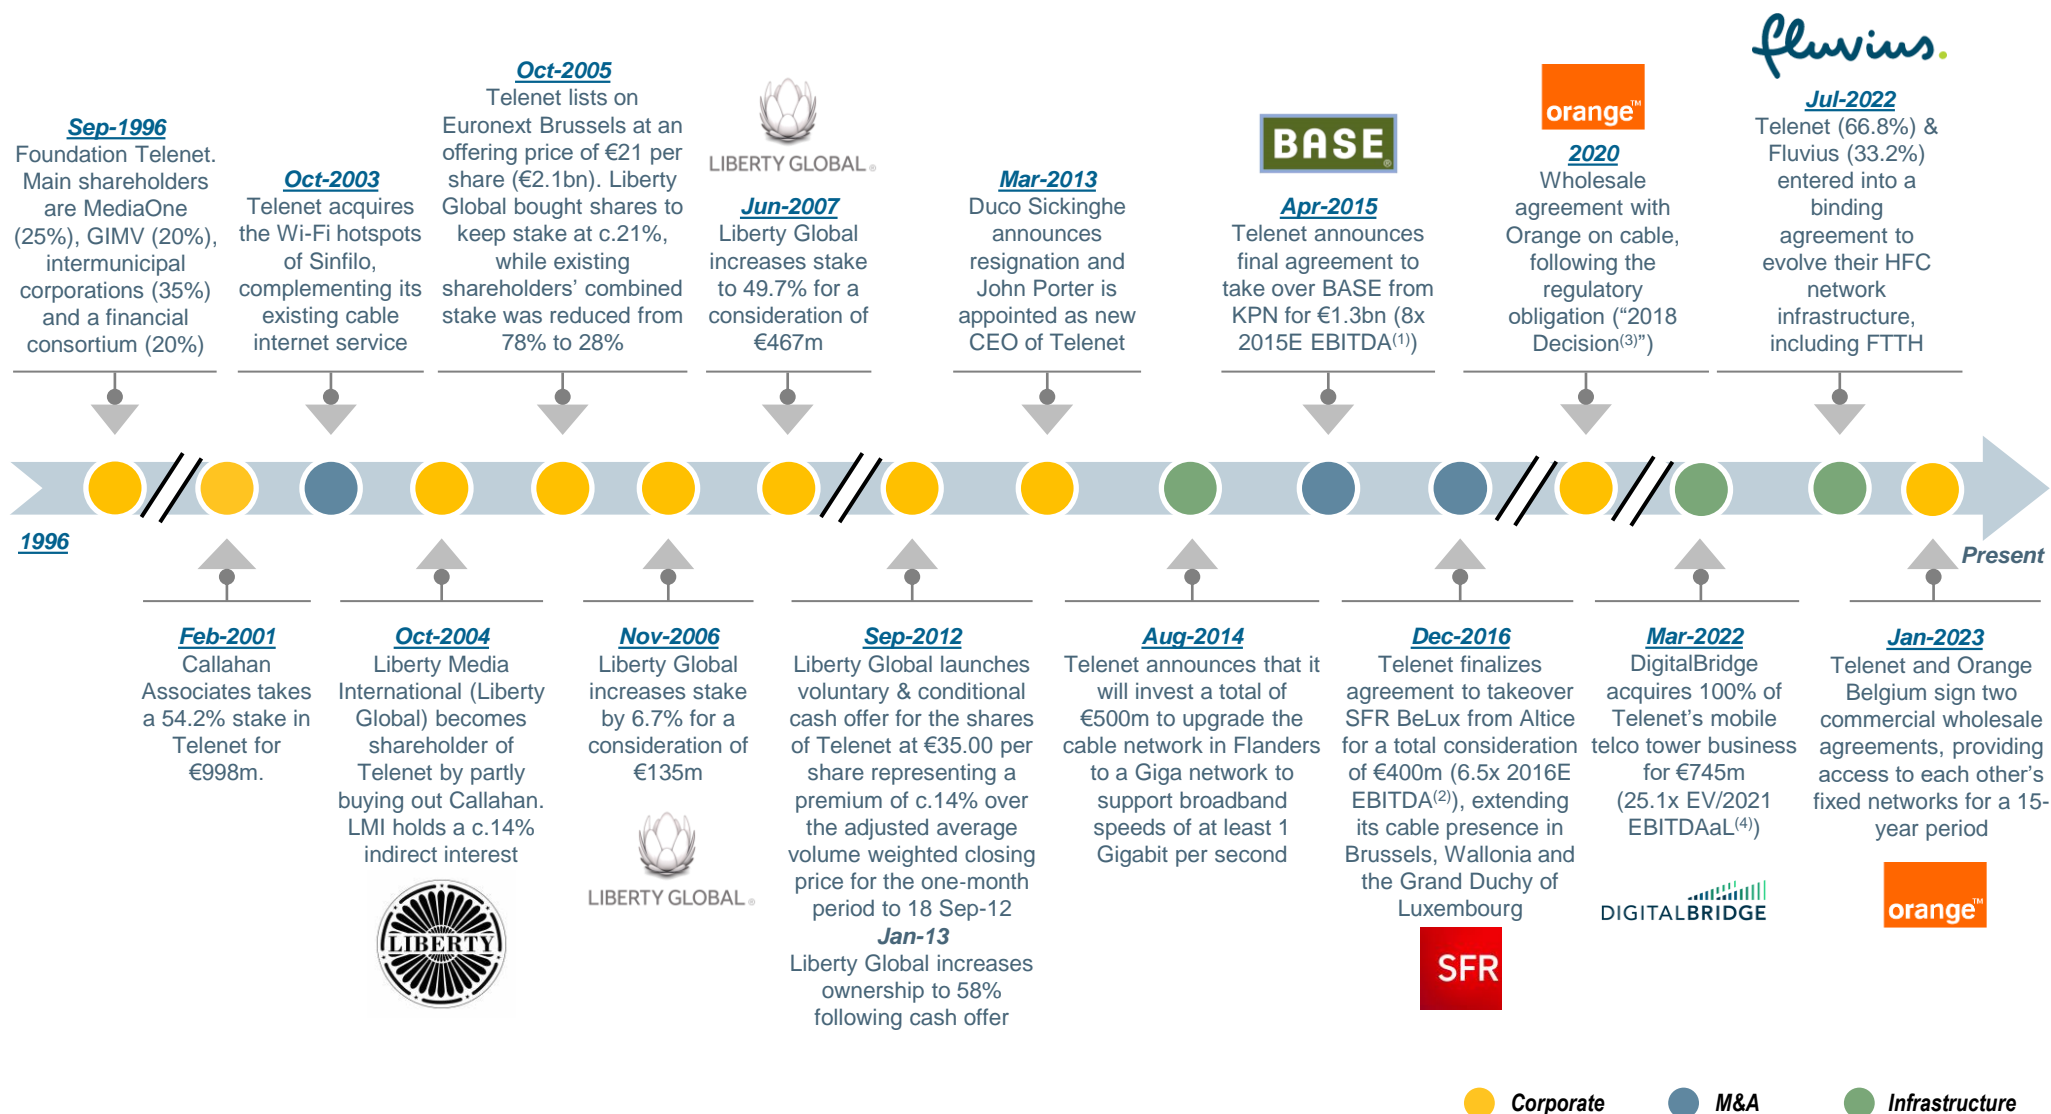 Sep-1996
Foundation Telenet.
Main shareholders
are MediaOne
(25%), GIMV (20%),
intermunicipal
corporations (35%)
and a financial
consortium (20%)
Oct-2003
Telenet acquires
the Wi-Fi hotspots
of Sinfilo,
complementing its
existing cable
internet service
Oct-2005
Telenet lists on
Euronext Brussels at an
offering price of €21 per
share (€2.1bn). Liberty
Global bought shares to
keep stake at c.21%,
while existing
shareholders’ combined
stake was reduced from
78% to 28%
LIBERTY GLOBAL®
Jun-2007
Liberty Global
increases stake
to 49.7% for a
consideration of
€467m
Mar-2013
Duco Sickinghe
announces
resignation and
John Porter is
appointed as new
CEO of Telenet
BASE®
Apr-2015
Telenet announces
final agreement to
take over BASE from
KPN for €1.3bn (8x
2015E EBITDA(1))
orange™
2020
Wholesale
agreement with
Orange on cable,
following the
regulatory
obligation (“2018
Decision(3)”)
fluvius.
Jul-2022
Telenet (66.8%) &
Fluvius (33.2%)
entered into a
binding
agreement to
evolve their HFC
network
infrastructure,
including FTTH
1996
Present
Feb-2001
Callahan
Associates takes
a 54.2% stake in
Telenet for
€998m.
Oct-2004
Liberty Media
International (Liberty
Global) becomes
shareholder of
Telenet by partly
buying out Callahan.
LMI holds a c.14%
indirect interest
LIBERTY
Nov-2006
Liberty Global
increases stake
by 6.7% for a
consideration of
€135m
LIBERTY GLOBAL®
Sep-2012
Liberty Global launches
voluntary & conditional
cash offer for the shares
of Telenet at €35.00 per
share representing a
premium of c.14% over
the adjusted average
volume weighted closing
price for the one-month
period to 18 Sep-12
Jan-13
Liberty Global increases
ownership to 58%
following cash offer
Aug-2014
Telenet announces that it
will invest a total of
€500m to upgrade the
cable network in Flanders
to a Giga network to
support broadband
speeds of at least 1
Gigabit per second
Dec-2016
Telenet finalizes
agreement to takeover
SFR BeLux from Altice
for a total consideration
of €400m (6.5x 2016E
EBITDA(2)), extending
its cable presence in
Brussels, Wallonia and
the Grand Duchy of
Luxembourg
SFR
Mar-2022
DigitalBridge
acquires 100% of
Telenet’s mobile
telco tower business
for €745m
(25.1x EV/2021
EBITDAaL(4))
DIGITALBRIDGE
Jan-2023
Telenet and Orange
Belgium sign two
commercial wholesale
agreements, providing
access to each other’s
fixed networks for a 15-
year period
orange™
Corporate
M&A
Infrastructure